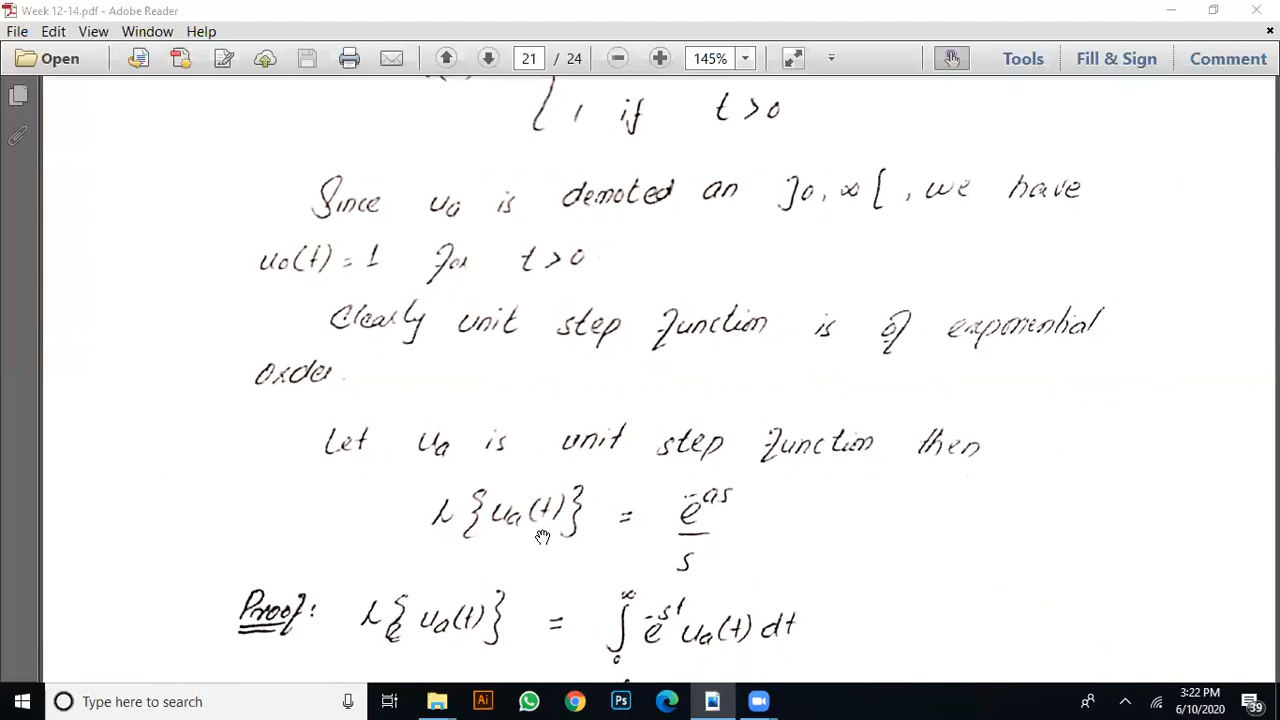 Week 12-14.pdf - Adobe Reader
File Edit View Window Help
Open 21 / 24 145% Tools Fill & Sign Comment
1 if t > 0
Since ua is demoted an ]0, ∞[ , we have
u0(t) = 1 for t > 0
Clearly unit step function is of exponential
order.
Let ua is unit step function then
L {ua(t)} = e^-as / s
Proof: L{ua(t)} = ∫₀^∞ e^-st ua(t) dt
Type here to search
3:22 PM
6/10/2020
39